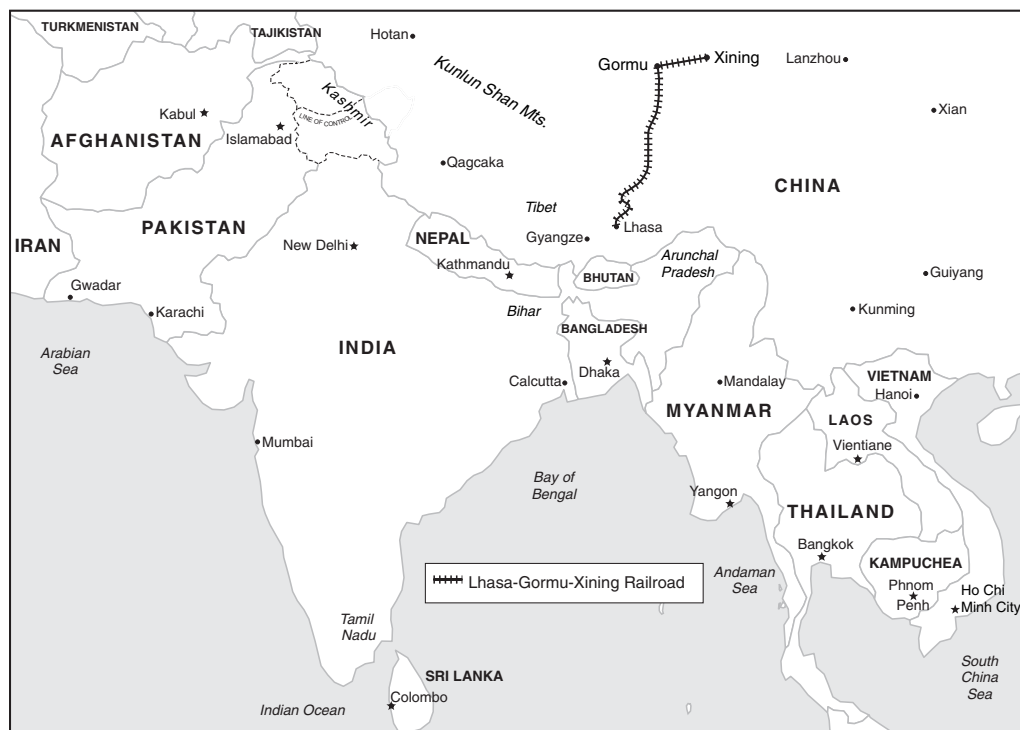 TURKMENISTAN
TAJIKISTAN
Hotan
Kunlun Shan Mts.
Gormu
Xining
Lanzhou
Kabul
Kashmir
LINE OF CONTROL
Xian
AFGHANISTAN
Islamabad
Qagcaka
CHINA
Tibet
PAKISTAN
Lhasa
IRAN
New Delhi
NEPAL
Gyangze
Kathmandu
BHUTAN
Arunchal
Pradesh
Guiyang
Gwadar
Karachi
Bihar
Kunming
BANGLADESH
Arabian
Sea
INDIA
Dhaka
Calcutta
Mandalay
VIETNAM
Hanoi
MYANMAR
LAOS
Mumbai
Vientiane
Bay of
Bengal
Yangon
THAILAND
Bangkok
KAMPUCHEA
Lhasa-Gormu-Xining Railroad
Andaman
Sea
Phnom
Penh
Ho Chi
Minh City
Tamil
Nadu
SRI LANKA
Colombo
Indian Ocean
South
China
Sea